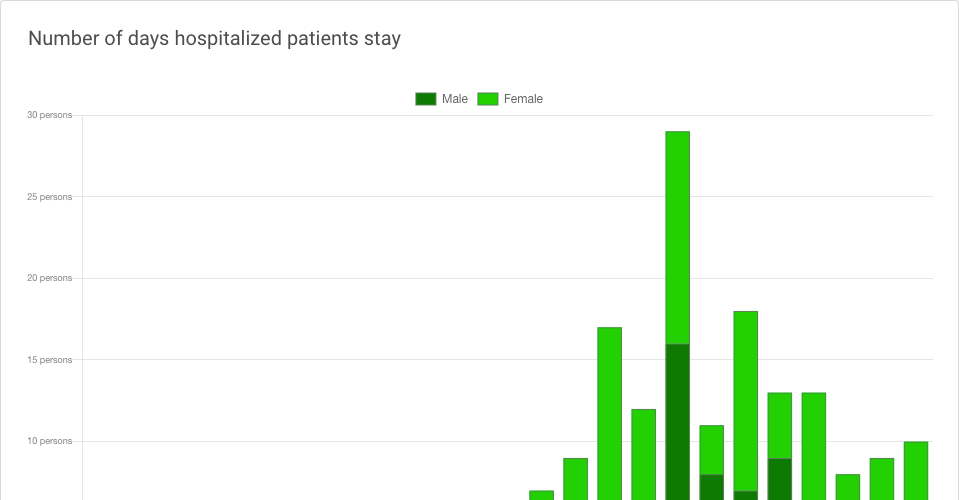 Number of days hospitalized patients stay
Male Female
30 persons
25 persons
20 persons
15 persons
10 persons